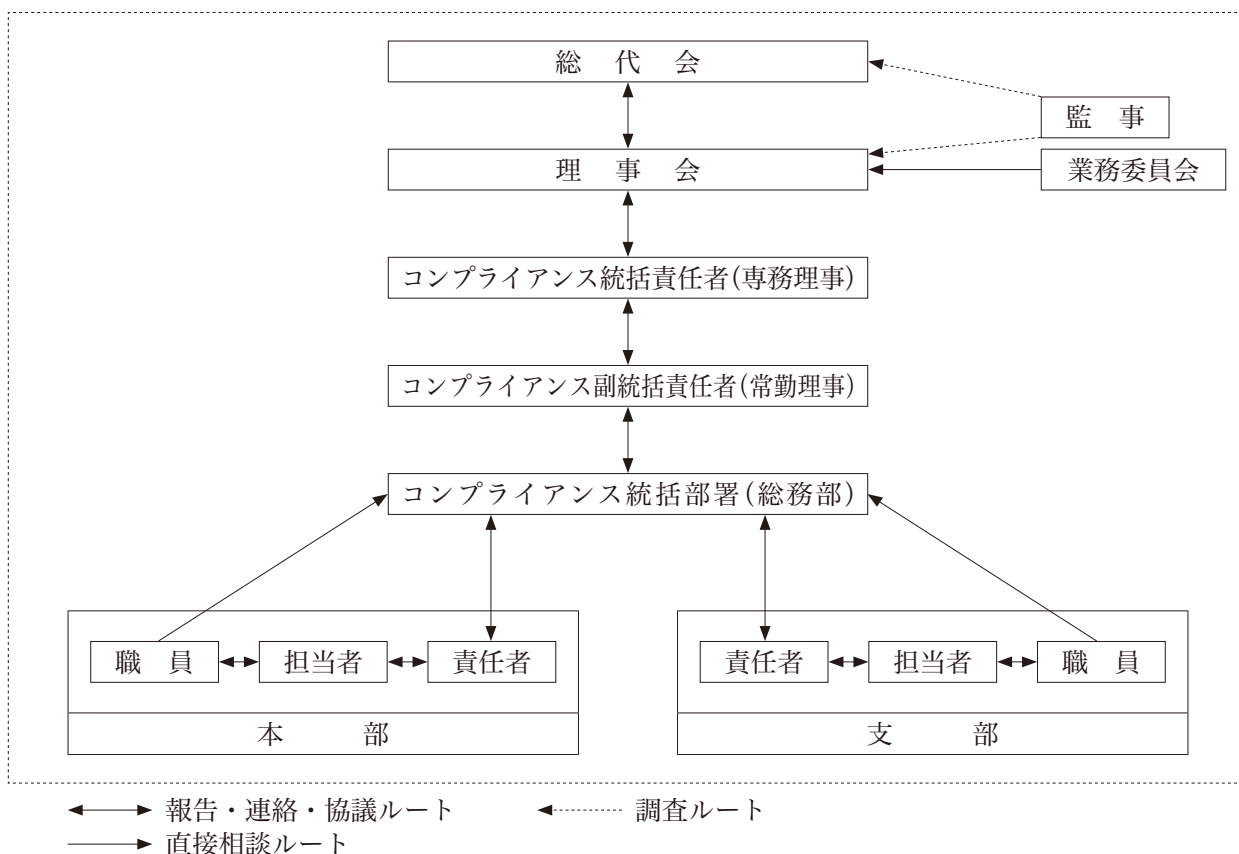 総代会
監事
理事会
業務委員会
コンプライアンス統括責任者(専務理事)
コンプライアンス副統括責任者(常勤理事)
コンプライアンス統括部署(総務部)
職員
担当者
責任者
本部
責任者
担当者
職員
支部
報告・連絡・協議ルート
調査ルート
直接相談ルート